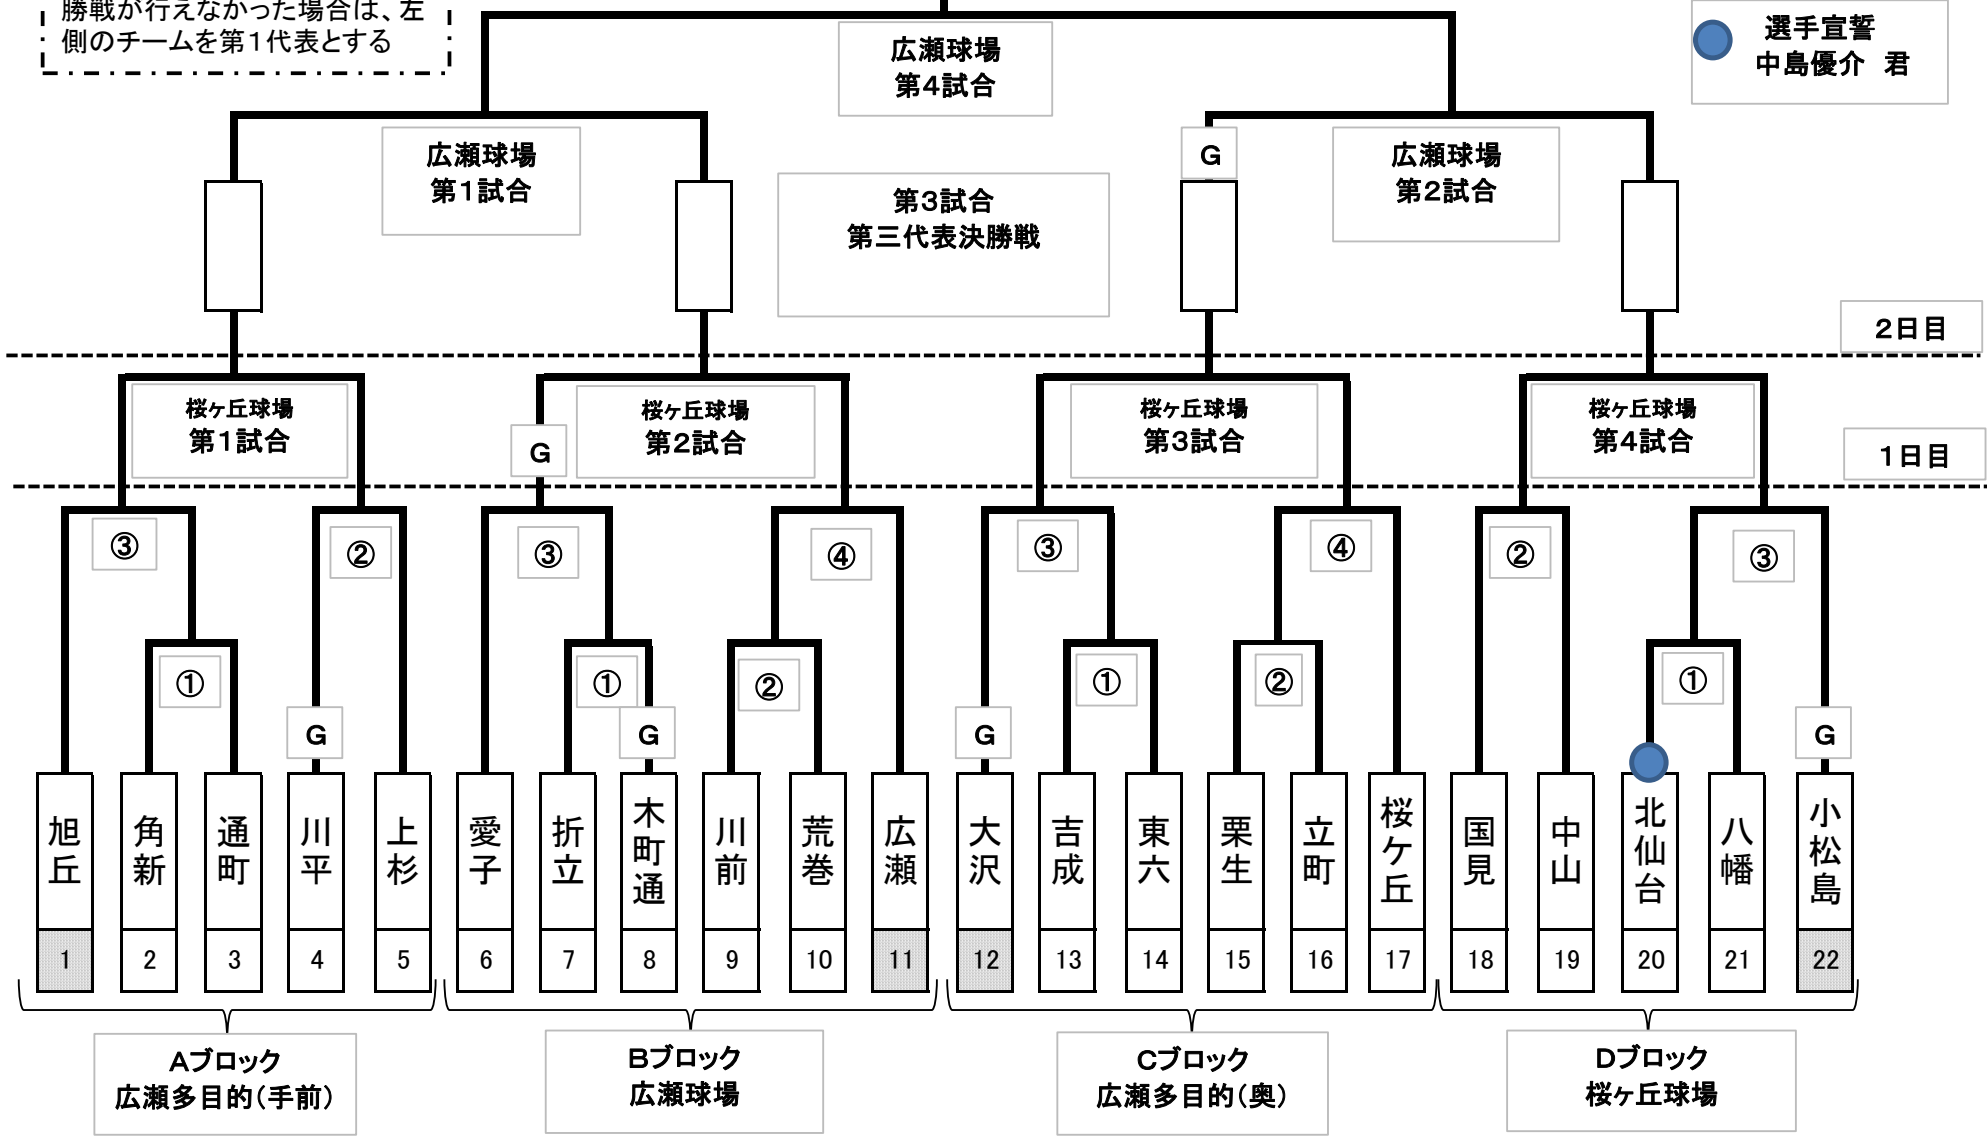 勝戦が行えなかった場合は、左
側のチームを第1代表とする
広瀬球場
第4試合
選手宣誓
中島優介 君
広瀬球場
第1試合
G
広瀬球場
第2試合
第3試合
第三代表決勝戦
2日目
桜ヶ丘球場
第1試合
G
桜ヶ丘球場
第2試合
桜ヶ丘球場
第3試合
桜ヶ丘球場
第4試合
1日目
③
②
③
④
③
④
②
③
①
①
②
①
②
①
G
G
G
G
旭丘
角新
通町
川平
上杉
愛子
折立
木町通
川前
荒巻
広瀬
大沢
吉成
東六
栗生
立町
桜ケ丘
国見
中山
北仙台
八幡
小松島
1
2
3
4
5
6
7
8
9
10
11
12
13
14
15
16
17
18
19
20
21
22
Aブロック
広瀬多目的(手前)
Bブロック
広瀬球場
Cブロック
広瀬多目的(奥)
Dブロック
桜ヶ丘球場